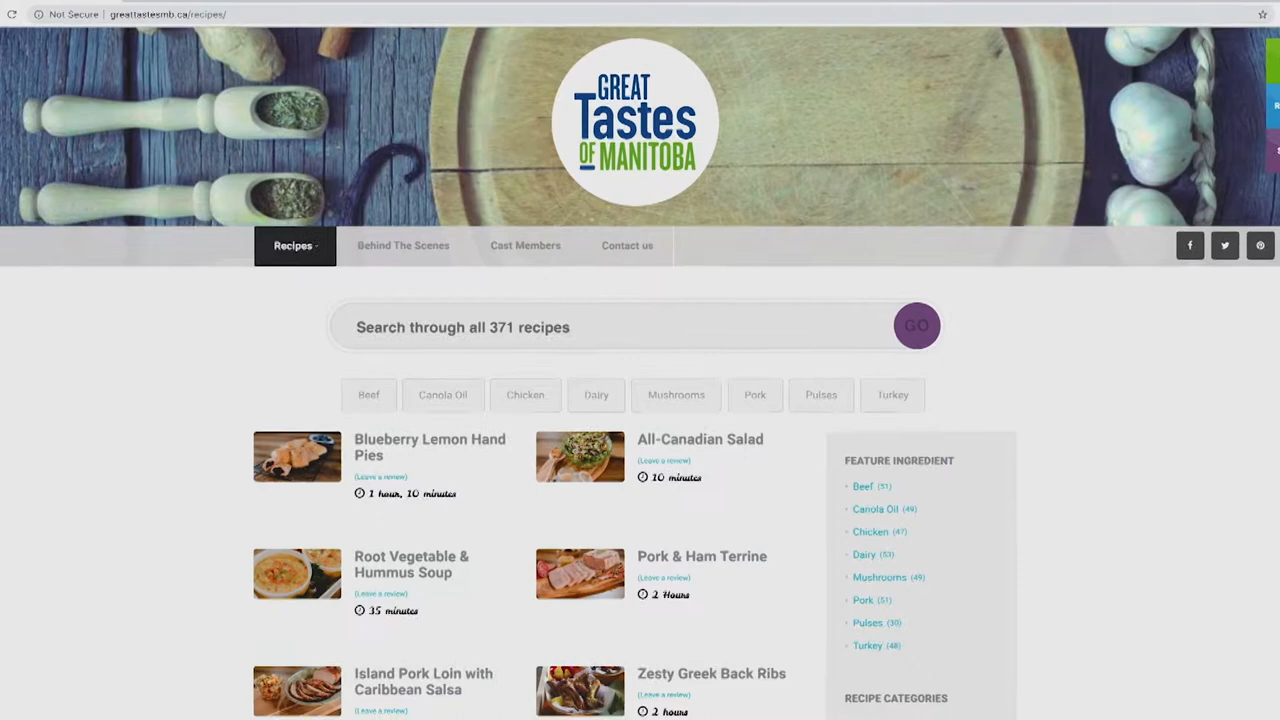 Not Secure | greattastesmb.ca/recipes/
GREAT
Tastes
OF MANITOBA
Recipes
Behind The Scenes
Cast Members
Contact us
Search through all 371 recipes
GO
Beef
Canola Oil
Chicken
Dairy
Mushrooms
Pork
Pulses
Turkey
Blueberry Lemon Hand
Pies
(Leave a review)
1 hour, 10 minutes
All-Canadian Salad
(Leave a review)
10 minutes
Root Vegetable &
Hummus Soup
(Leave a review)
35 minutes
Pork & Ham Terrine
(Leave a review)
2 Hours
Island Pork Loin with
Caribbean Salsa
(Leave a review)
Zesty Greek Back Ribs
(Leave a review)
2 hours
FEATURE INGREDIENT
Beef (51)
Canola Oil (49)
Chicken (47)
Dairy (53)
Mushrooms (49)
Pork (51)
Pulses (30)
Turkey (48)
RECIPE CATEGORIES